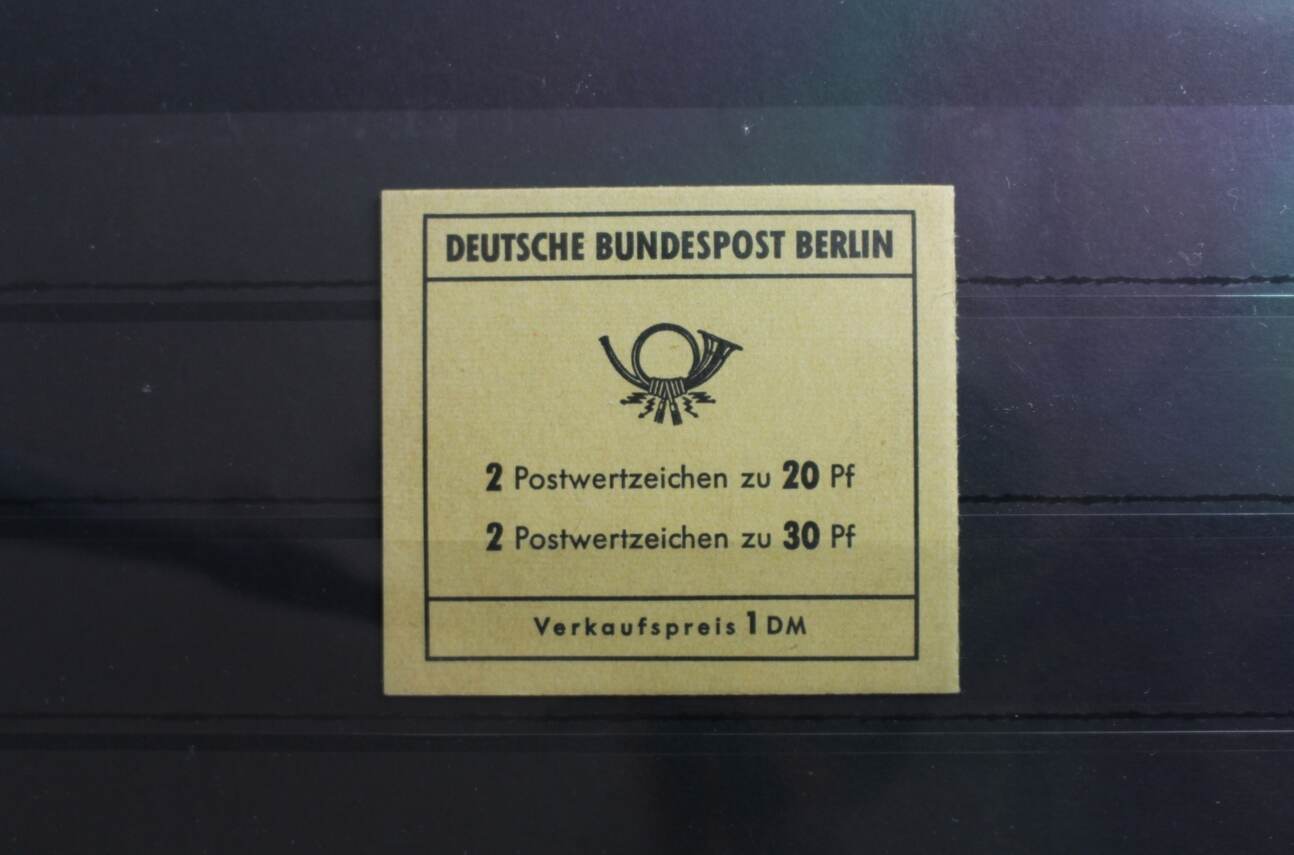 DEUTSCHE BUNDESPOST BERLIN
2 Postwertzeichen zu 20 Pf
2 Postwertzeichen zu 30 Pf
Verkaufspreis 1 DM